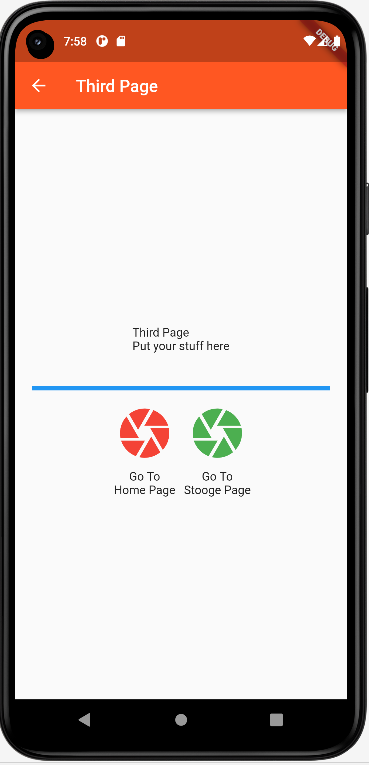 7:58
DEBUG
Third Page
Third Page
Put your stuff here
Go To
Home Page
Go To
Stooge Page